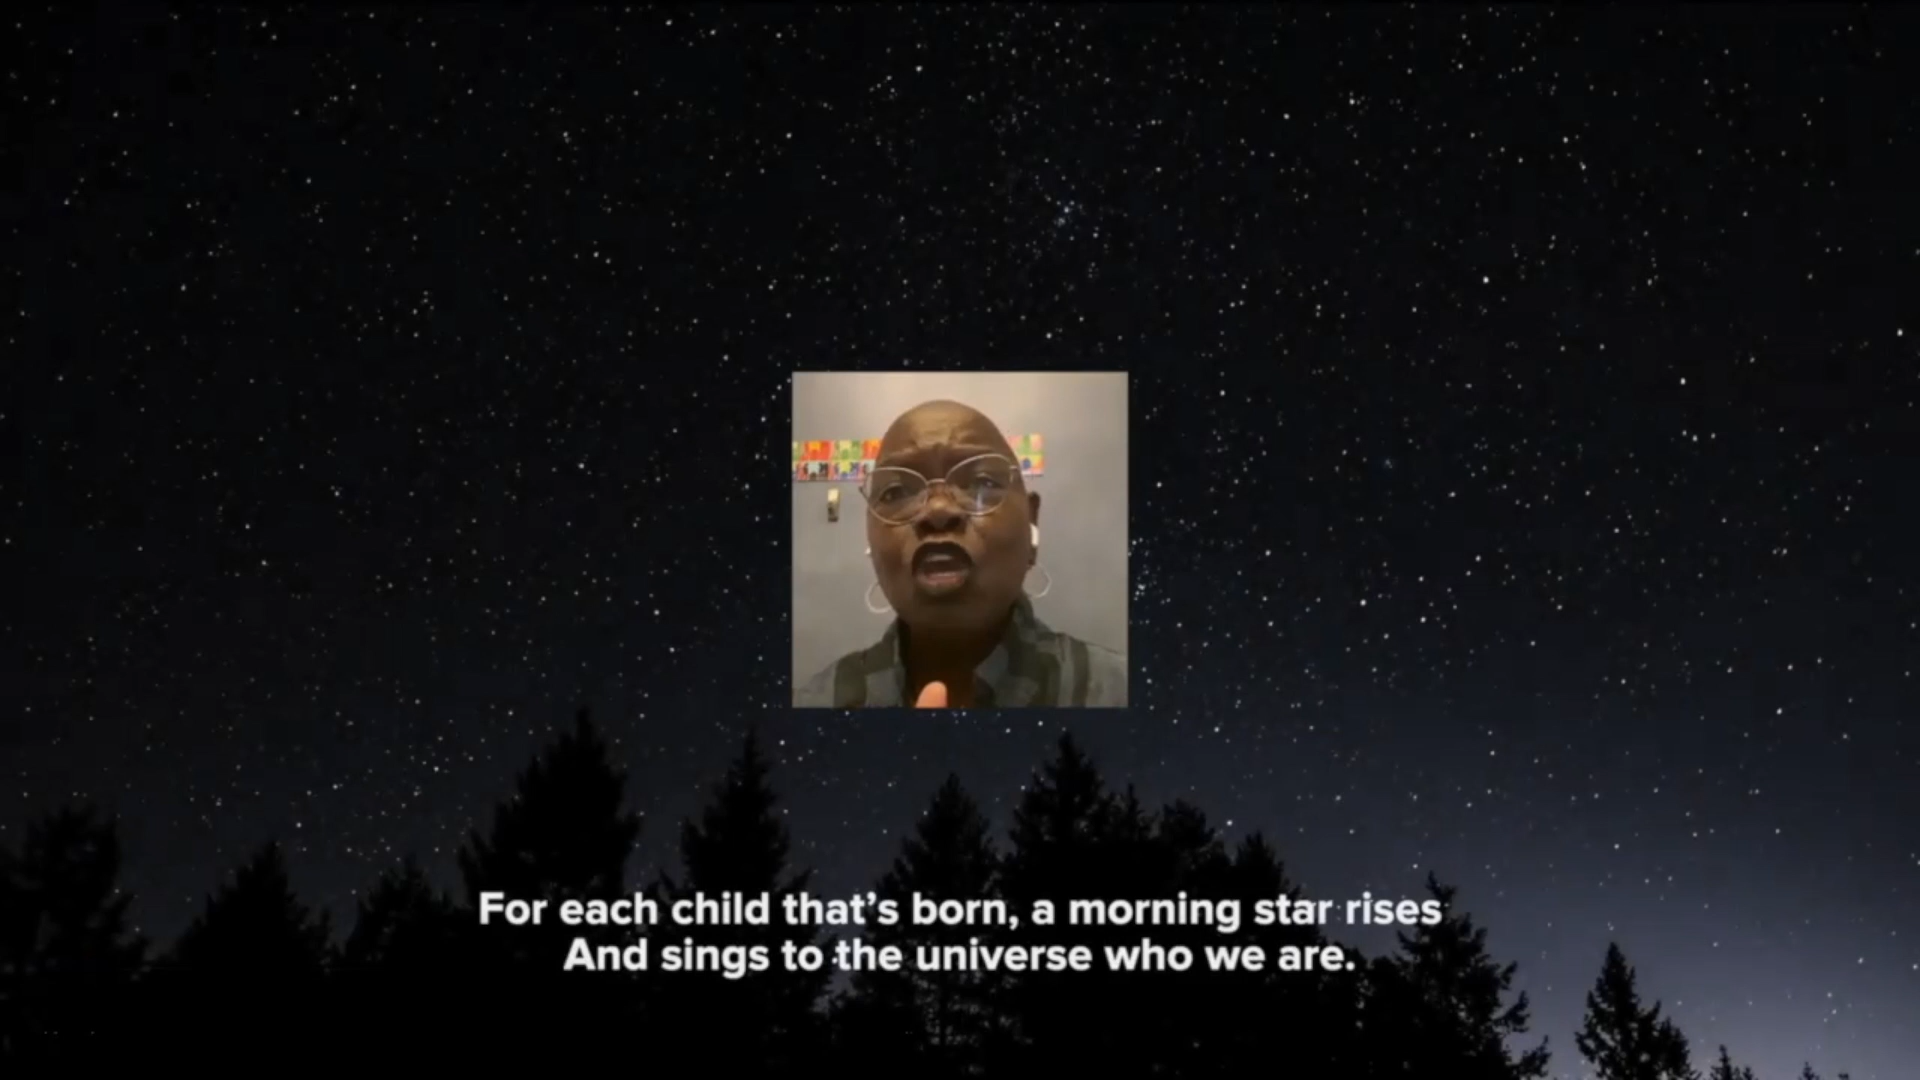 For each child that’s born, a morning star rises
And sings to the universe who we are.